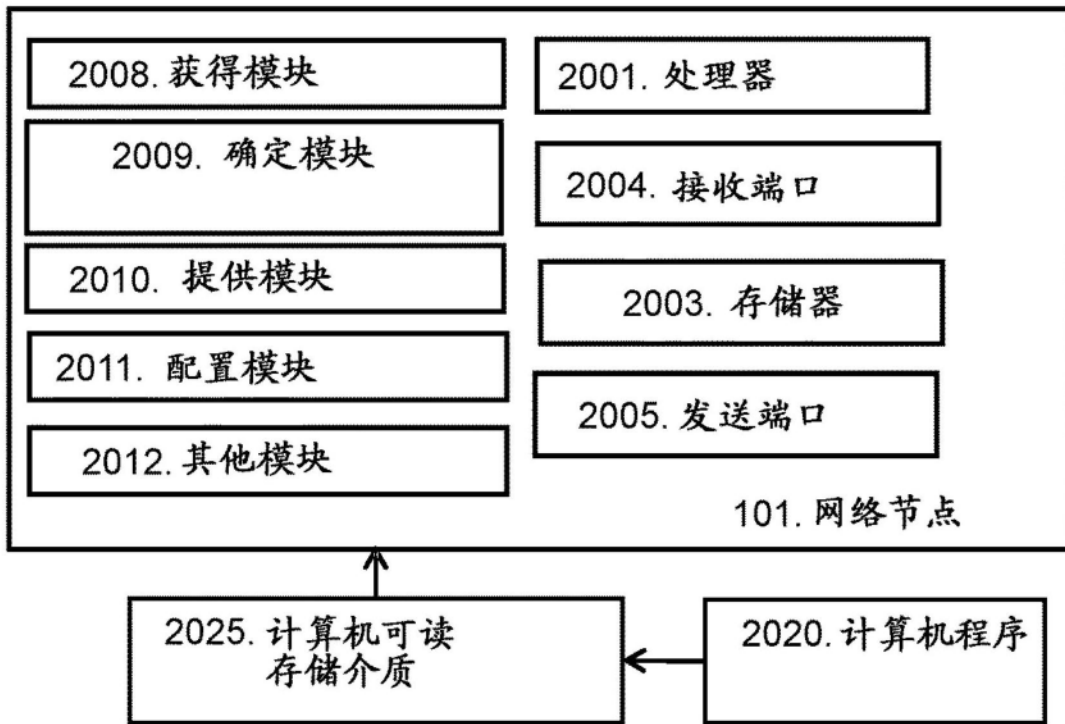 2008. 获得模块
2009. 确定模块
2010. 提供模块
2011. 配置模块
2012. 其他模块
2001. 处理器
2004. 接收端口
2003. 存储器
2005. 发送端口
101. 网络节点
2025. 计算机可读
存储介质
2020. 计算机程序